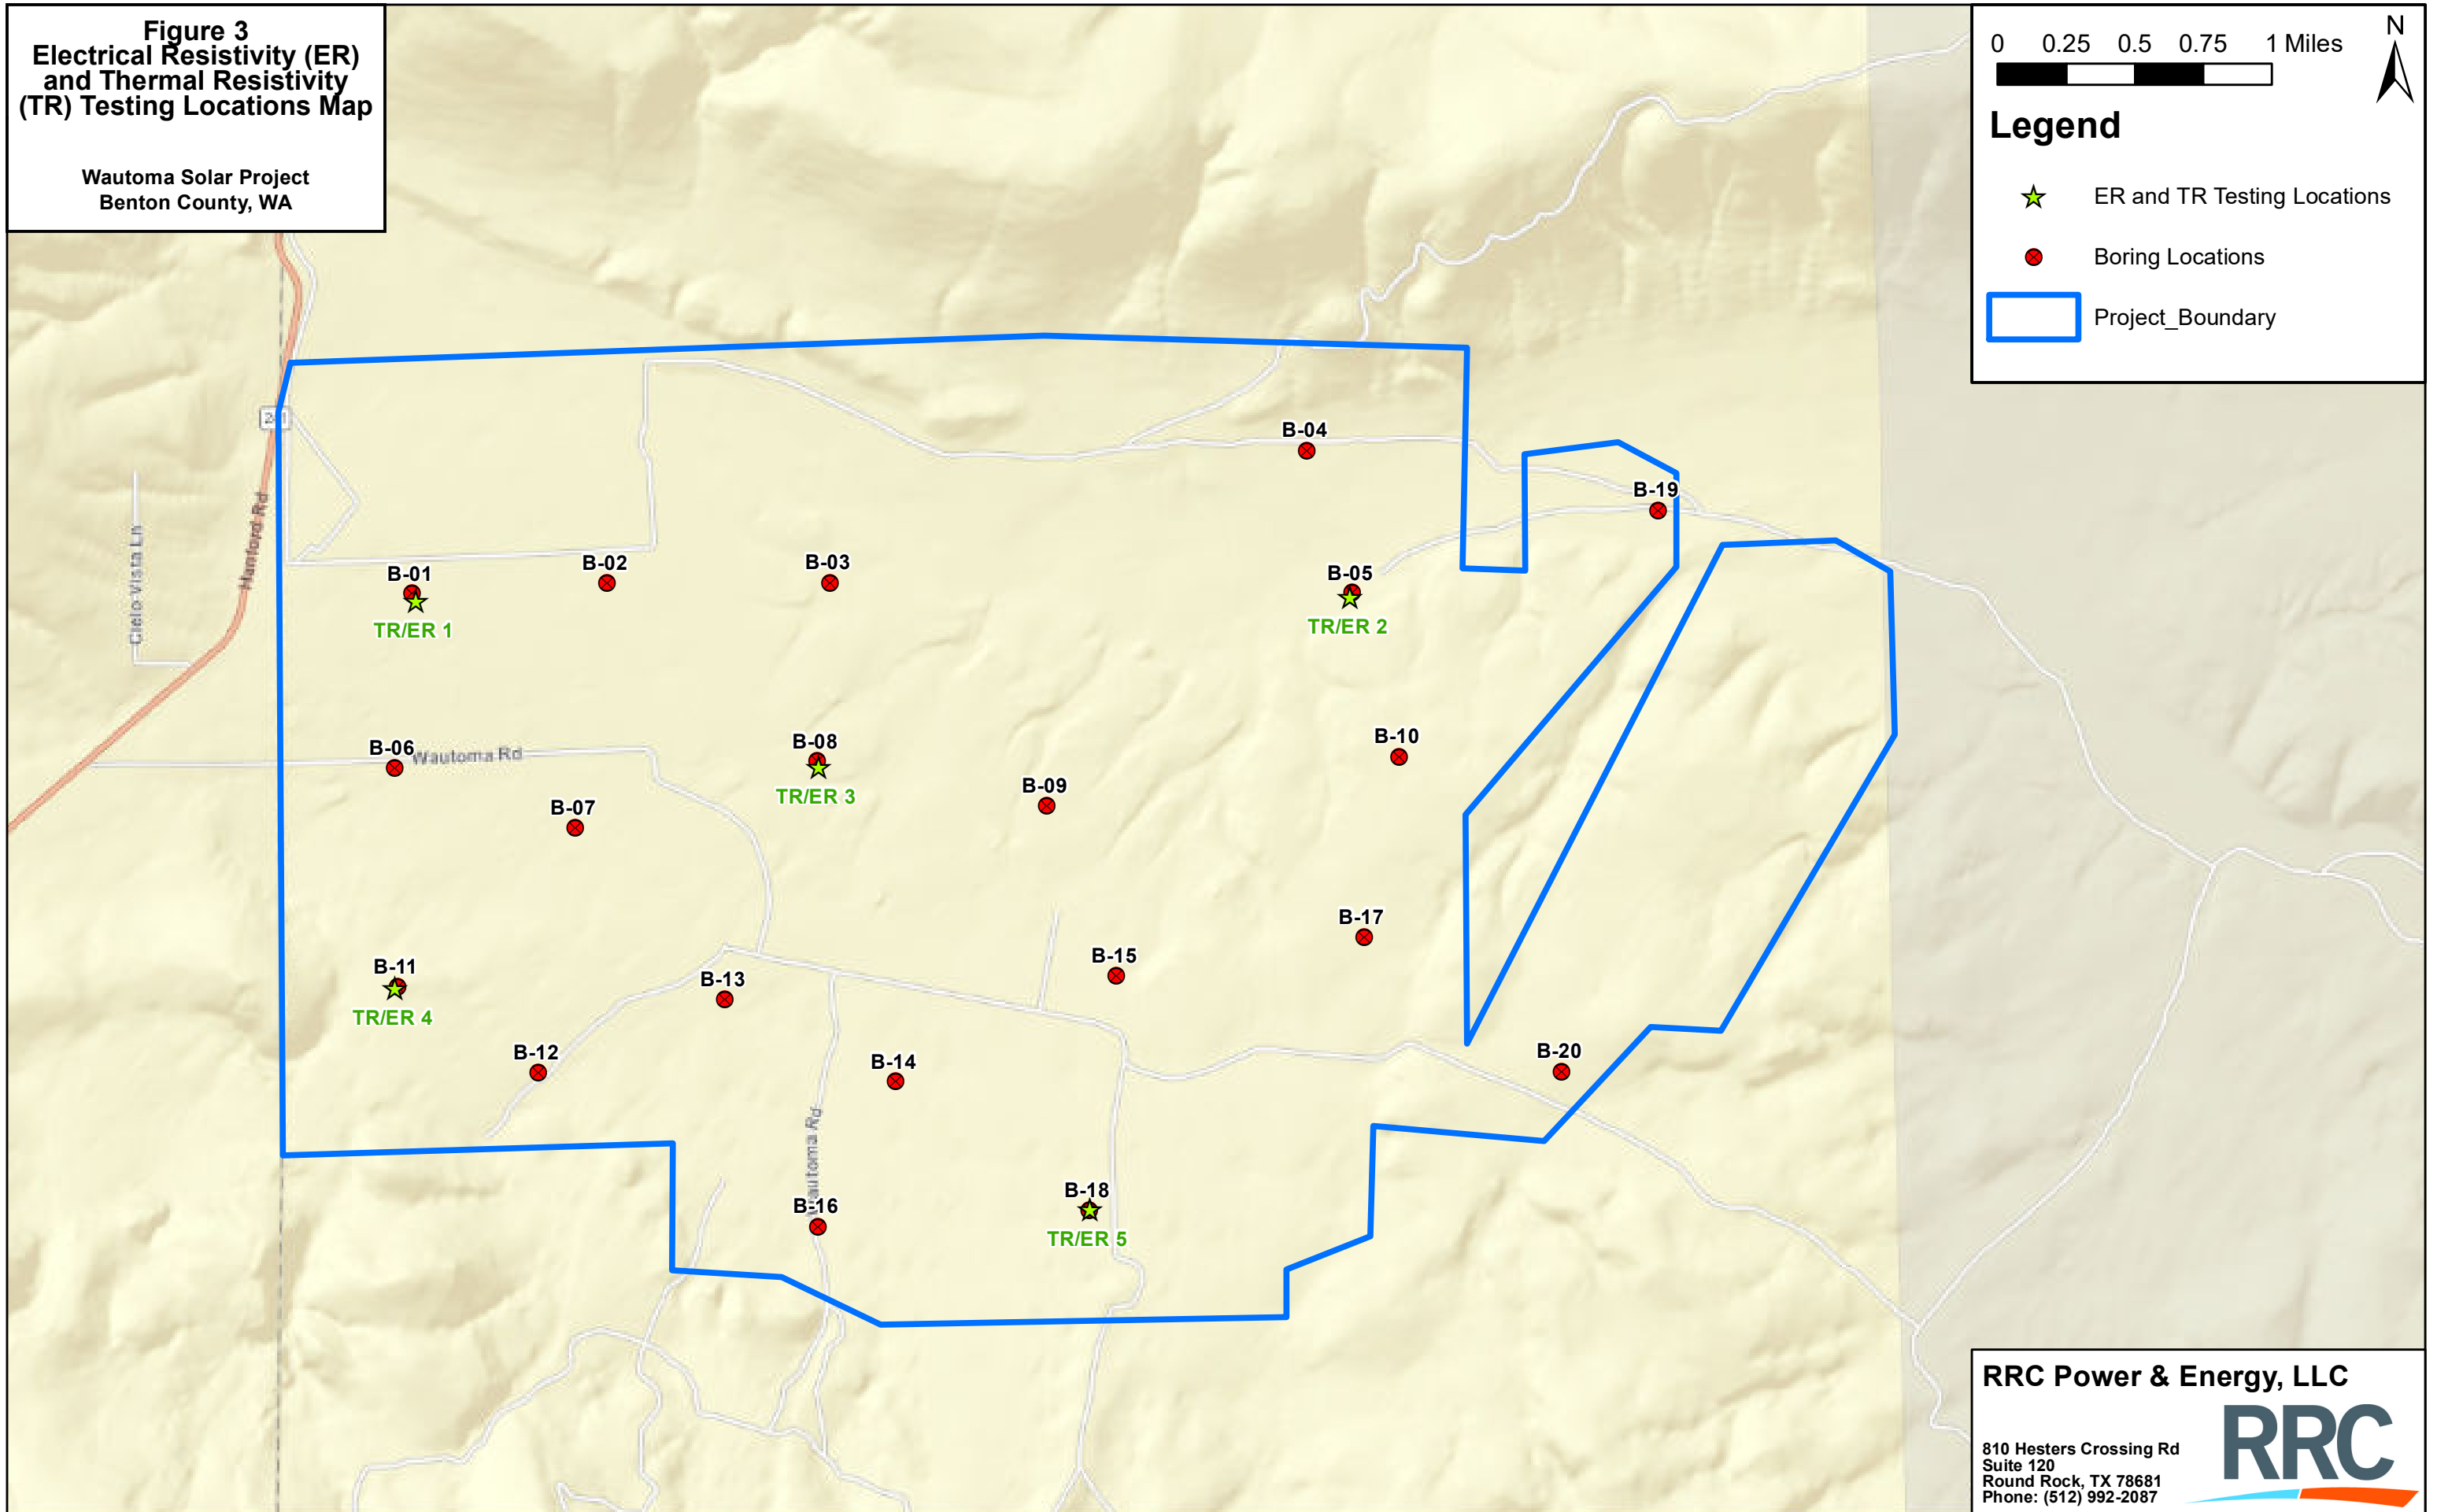 Figure 3
Electrical Resistivity (ER)
and Thermal Resistivity
(TR) Testing Locations Map
Wautoma Solar Project
Benton County, WA
0 0.25 0.5 0.75 1 Miles
N
Legend
ER and TR Testing Locations
Boring Locations
Project_Boundary
B-04
B-19
B-01
TR/ER 1
B-02
B-03
B-05
TR/ER 2
Hanford Rd
Cielo Vista Ln
B-06
Wautoma Rd
B-08
TR/ER 3
B-10
B-09
B-07
B-17
B-15
B-11
TR/ER 4
B-13
B-12
B-14
B-20
Wautoma Rd
B-16
B-18
TR/ER 5
RRC Power & Energy, LLC
810 Hesters Crossing Rd
Suite 120
Round Rock, TX 78681
Phone: (512) 992-2087
RRC